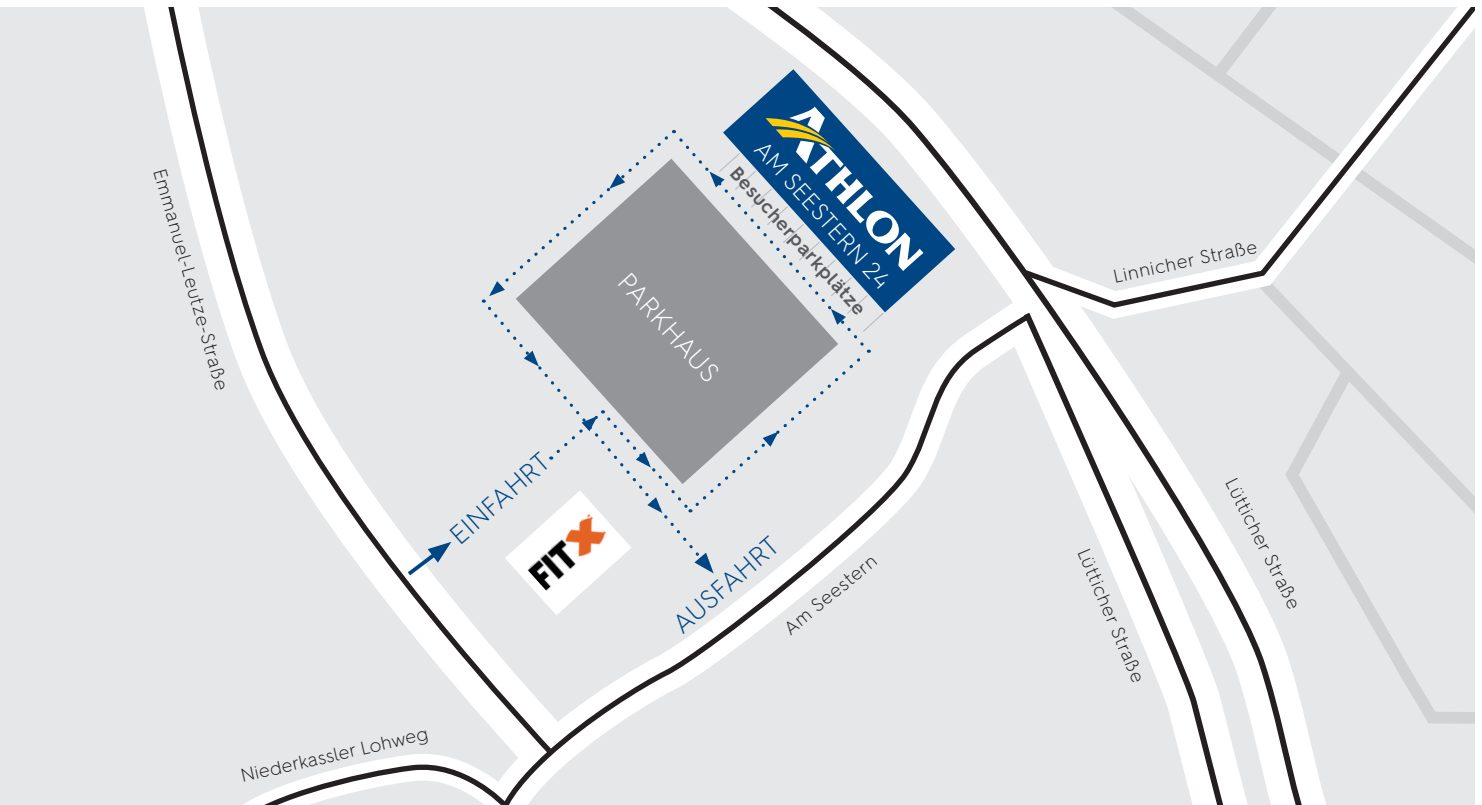 ATHLON
AM SEESTERN 24
Besucherparkplätze
Emmanuel-Leutze-Straße
Linnicher Straße
PARKHAUS
EINFAHRT
FITX
AUSFAHRT
Am Seestern
Lütticher Straße
Lütticher Straße
Niederkassler Lohweg